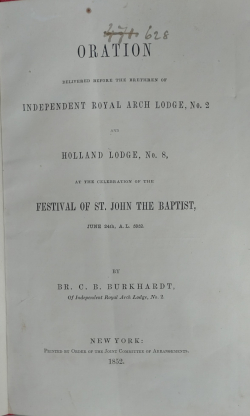 628
ORATION
DELIVERED BEFORE THE BRETHREN OF
INDEPENDENT ROYAL ARCH LODGE, No. 2
AND
HOLLAND LODGE, No. 8,
AT THE CELEBRATION OF THE
FESTIVAL OF ST. JOHN THE BAPTIST,
JUNE 24th, A. L. 5852.
BY
BR. C. B. BURKHARDT,
Of Independent Royal Arch Lodge, No. 2.
NEW YORK:
PRINTED BY ORDER OF THE JOINT COMMITTEE OF ARRANGEMENTS.
1852.